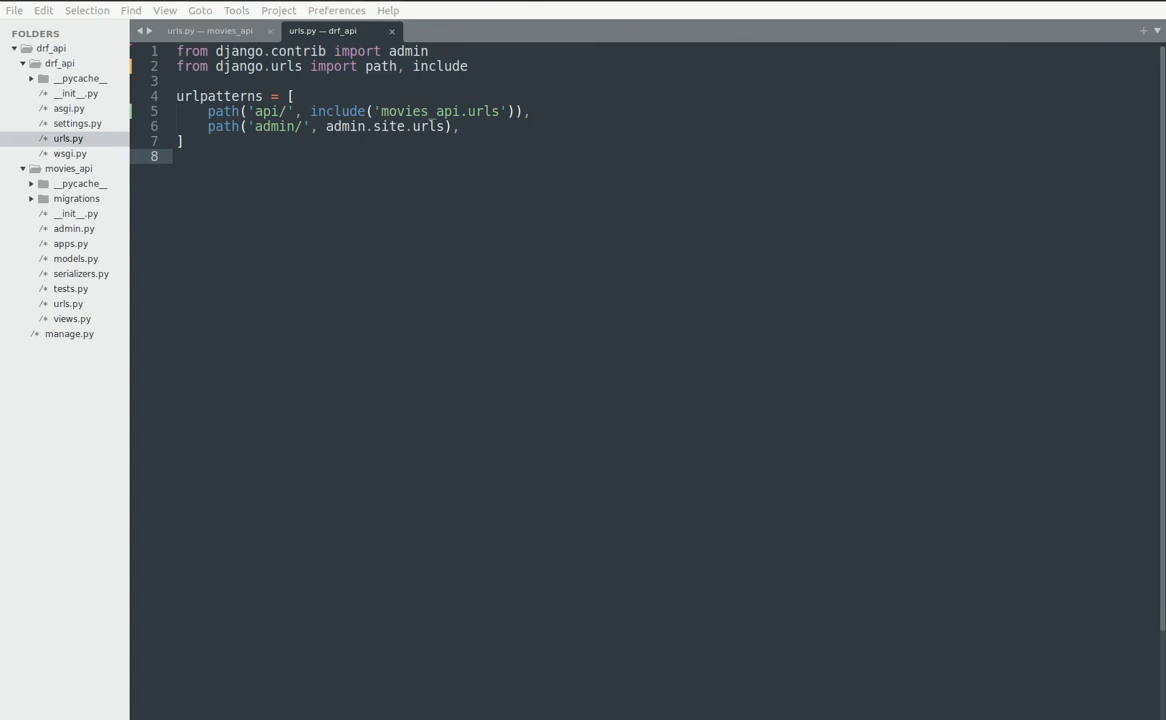 File Edit Selection Find View Goto Tools Project Preferences Help
FOLDERS
drf_api
drf_api
__pycache__
__init__.py
asgi.py
settings.py
urls.py
wsgi.py
movies_api
__pycache__
migrations
__init__.py
admin.py
apps.py
models.py
serializers.py
tests.py
urls.py
views.py
manage.py
urls.py — movies_api × urls.py — drf_api ×
1 from django.contrib import admin
2 from django.urls import path, include
3
4 urlpatterns = [
5     path('api/', include('movies_api.urls')),
6     path('admin/', admin.site.urls),
7 ]
8